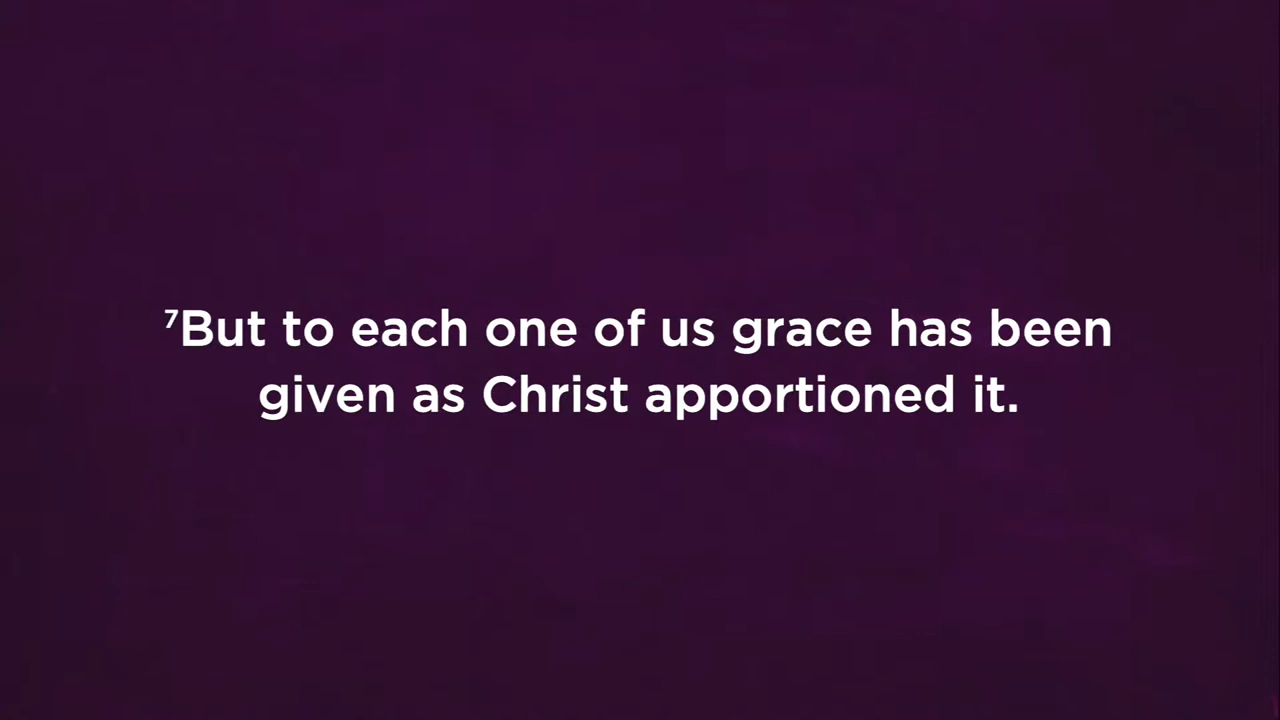 ⁷But to each one of us grace has been
given as Christ apportioned it.